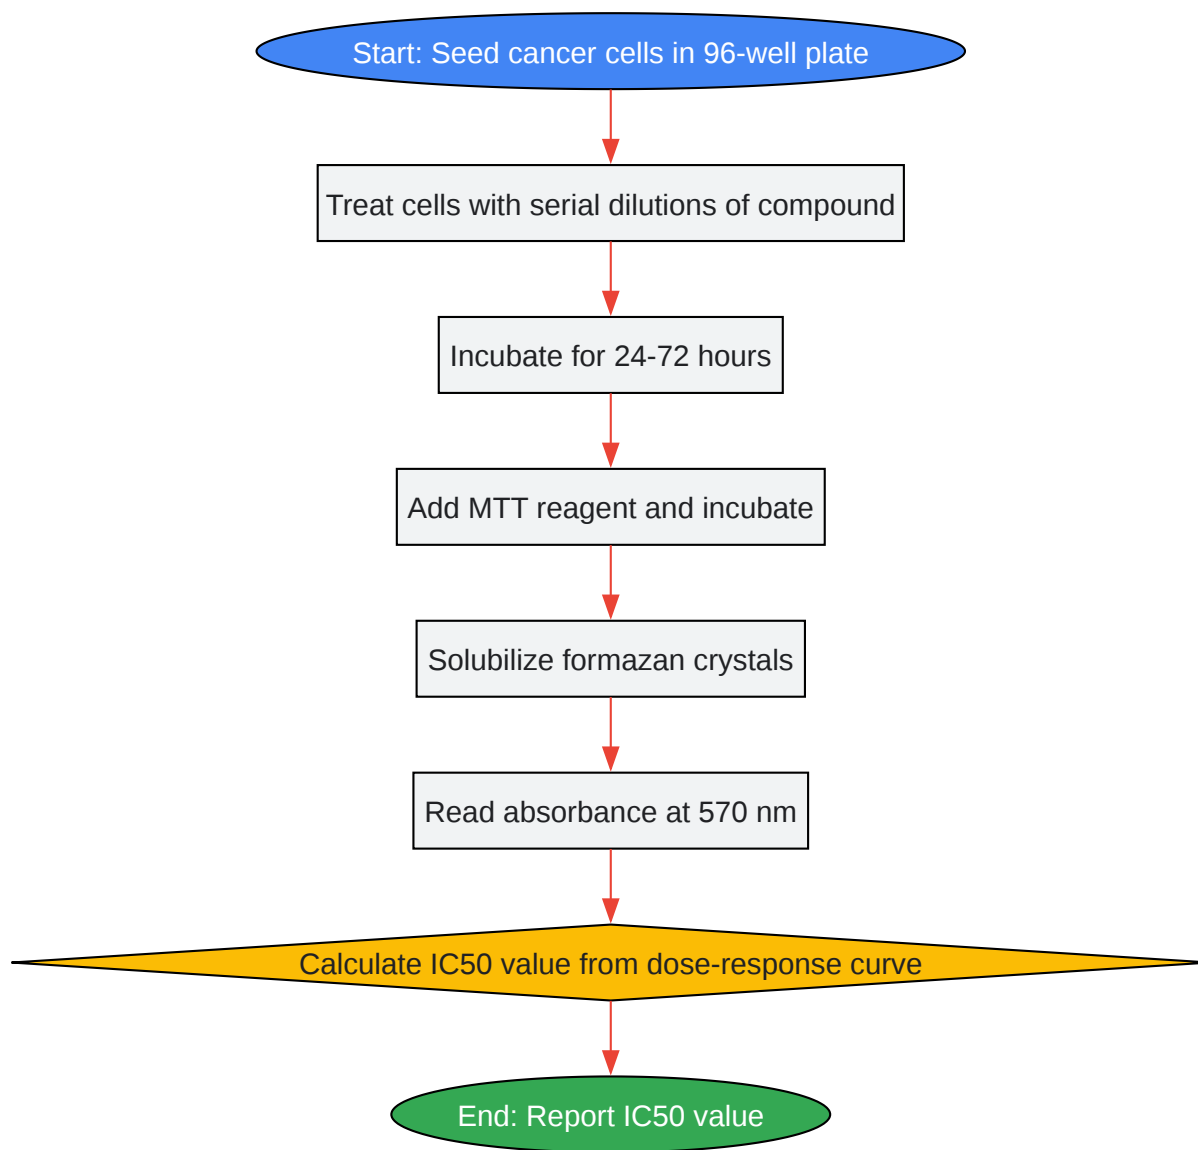 Start: Seed cancer cells in 96-well plate
Treat cells with serial dilutions of compound
Incubate for 24-72 hours
Add MTT reagent and incubate
Solubilize formazan crystals
Read absorbance at 570 nm
Calculate IC50 value from dose-response curve
End: Report IC50 value